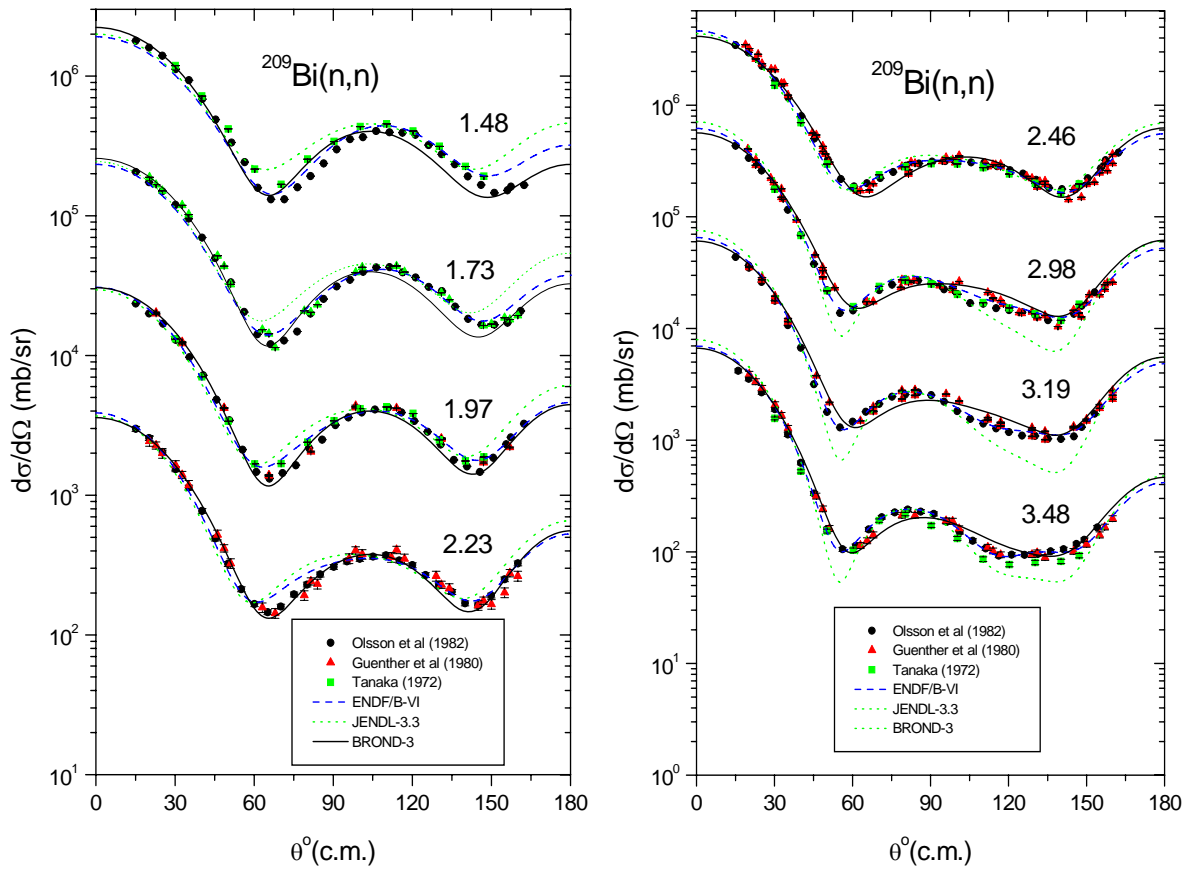 ²⁰⁹Bi(n,n)
1.48
1.73
1.97
2.23
10⁶
10⁵
10⁴
10³
10²
10¹
dσ/dΩ (mb/sr)
Olsson et al (1982)
Guenther et al (1980)
Tanaka (1972)
ENDF/B-VI
JENDL-3.3
BROND-3
0 30 60 90 120 150 180
θ°(c.m.)
²⁰⁹Bi(n,n)
2.46
2.98
3.19
3.48
10⁶
10⁵
10⁴
10³
10²
10¹
10⁰
dσ/dΩ (mb/sr)
Olsson et al (1982)
Guenther et al (1980)
Tanaka (1972)
ENDF/B-VI
JENDL-3.3
BROND-3
0 30 60 90 120 150 180
θ°(c.m.)